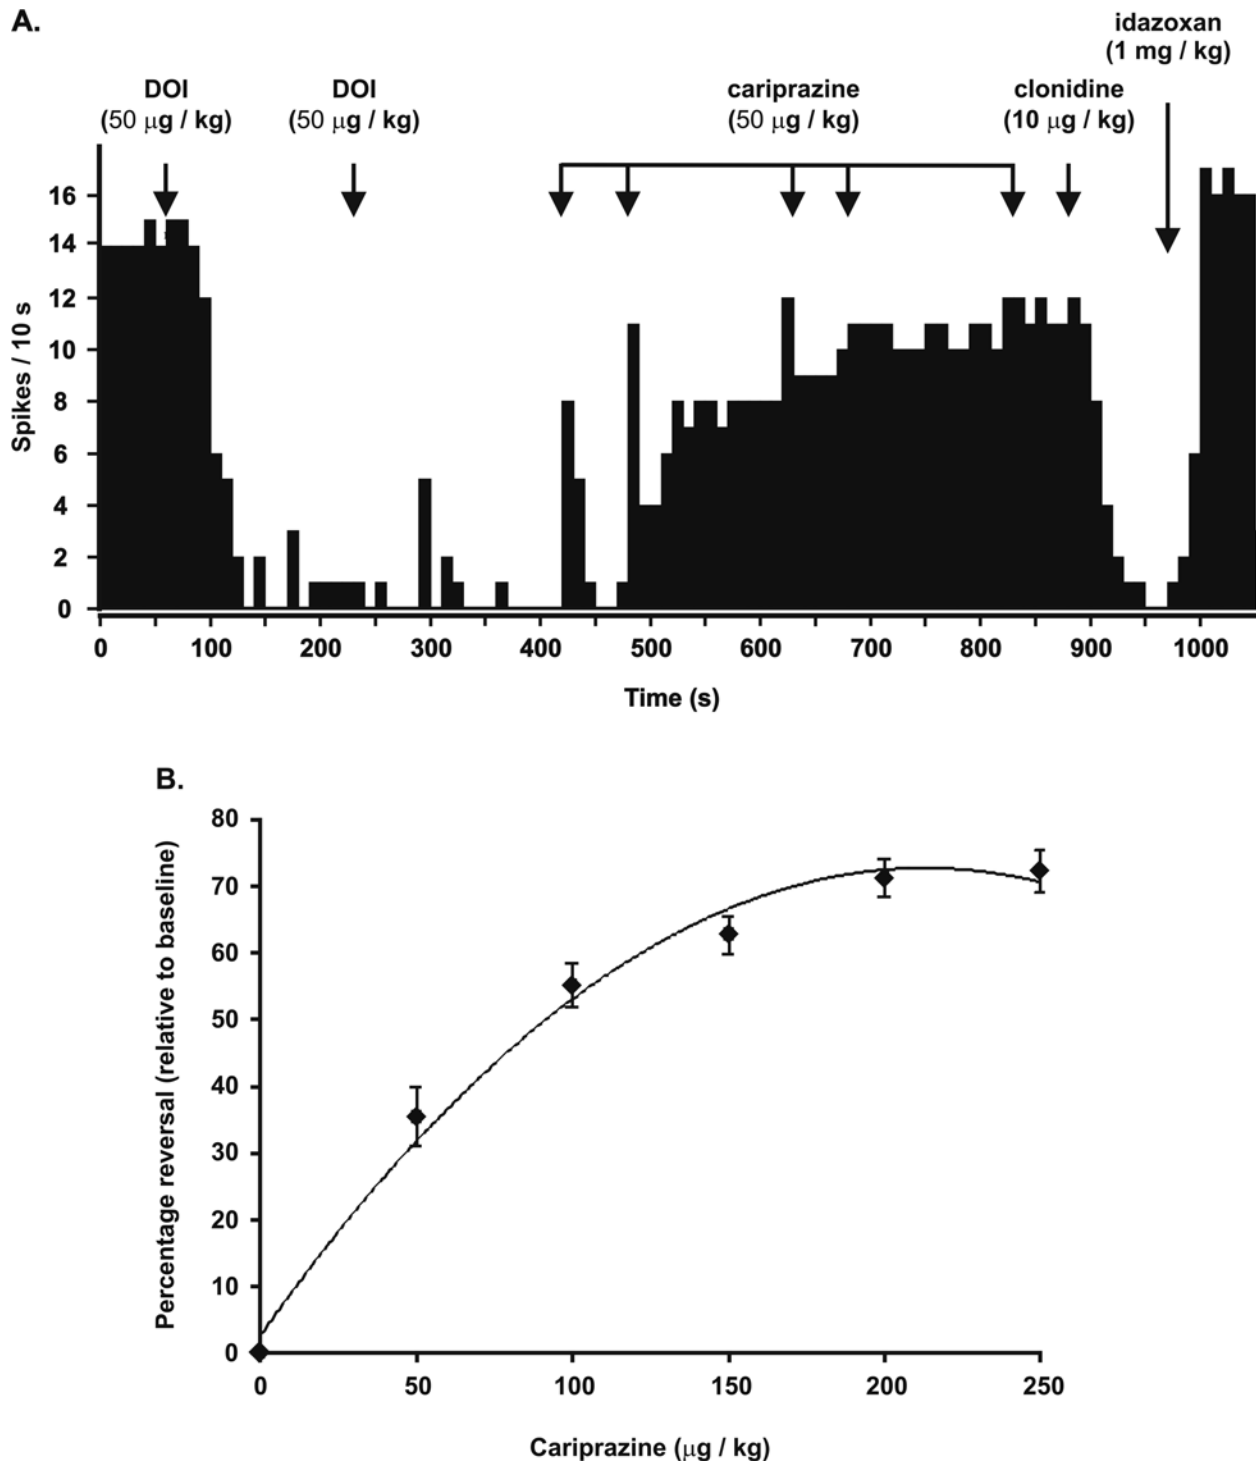 A.
idazoxan
(1 mg / kg)
DOI
(50 μg / kg)
DOI
(50 μg / kg)
cariprazine
(50 μg / kg)
clonidine
(10 μg / kg)
Spikes / 10 s
16
14
12
10
8
6
4
2
0
0 100 200 300 400 500 600 700 800 900 1000
Time (s)
B.
Percentage reversal (relative to baseline)
80
70
60
50
40
30
20
10
0
0 50 100 150 200 250
Cariprazine (μg / kg)